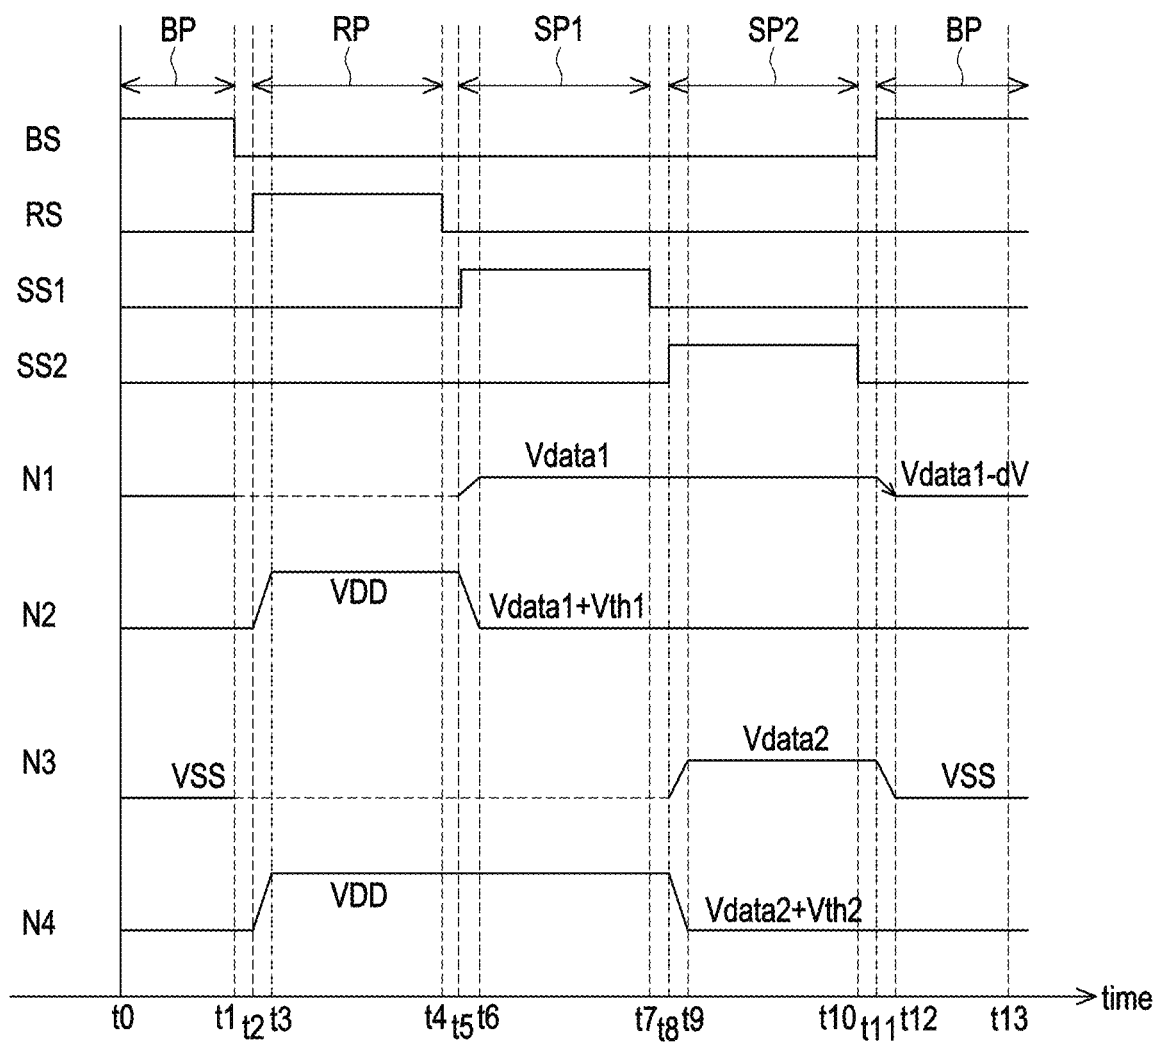 BP RP SP1 SP2 BP
BS
RS
SS1
SS2
N1 Vdata1 Vdata1-dV
N2 VDD Vdata1+Vth1
N3 VSS Vdata2 VSS
N4 VDD Vdata2+Vth2
t0 t1 t2 t3 t4 t5 t6 t7 t8 t9 t10 t11 t12 t13 time